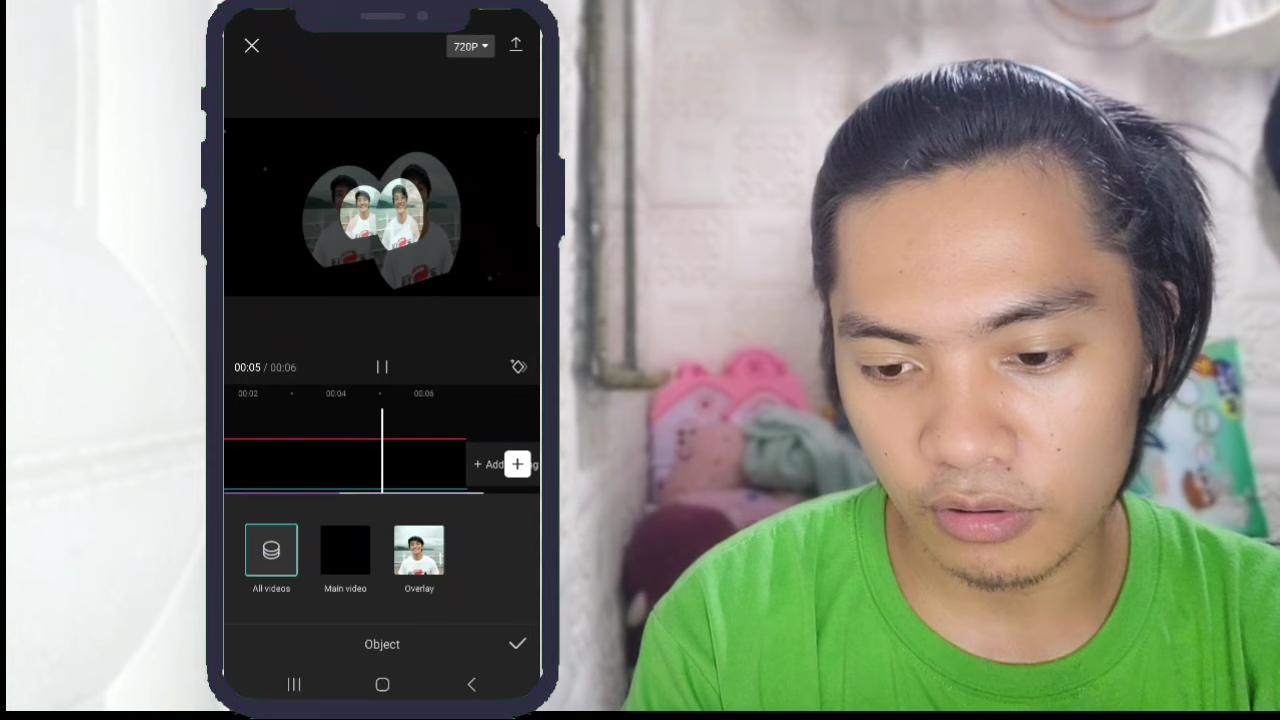 720P
00:05 / 00:06
00:02
00:04
00:06
+ Add
All videos
Main video
Overlay
Object